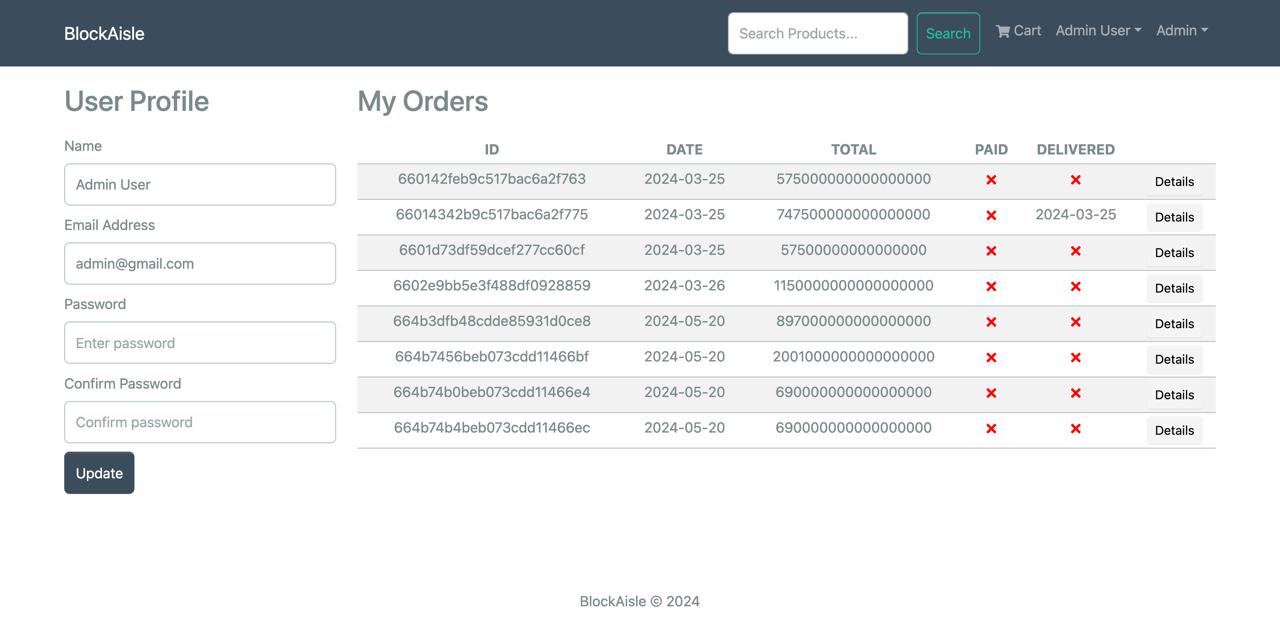 BlockAisle
Search Products...
Search
Cart
Admin User
Admin
User Profile
Name
Admin User
Email Address
admin@gmail.com
Password
Enter password
Confirm Password
Confirm password
Update
My Orders
ID DATE TOTAL PAID DELIVERED
660142feb9c517bac6a2f763 2024-03-25 575000000000000000 Details
66014342b9c517bac6a2f775 2024-03-25 747500000000000000 2024-03-25 Details
6601d73df59dcef277cc60cf 2024-03-25 57500000000000000 Details
6602e9bb5e3f488df0928859 2024-03-26 1150000000000000000 Details
664b3dfb48cdde85931d0ce8 2024-05-20 897000000000000000 Details
664b7456beb073cdd11466bf 2024-05-20 2001000000000000000 Details
664b74b0beb073cdd11466e4 2024-05-20 690000000000000000 Details
664b74b4beb073cdd11466ec 2024-05-20 690000000000000000 Details
BlockAisle © 2024